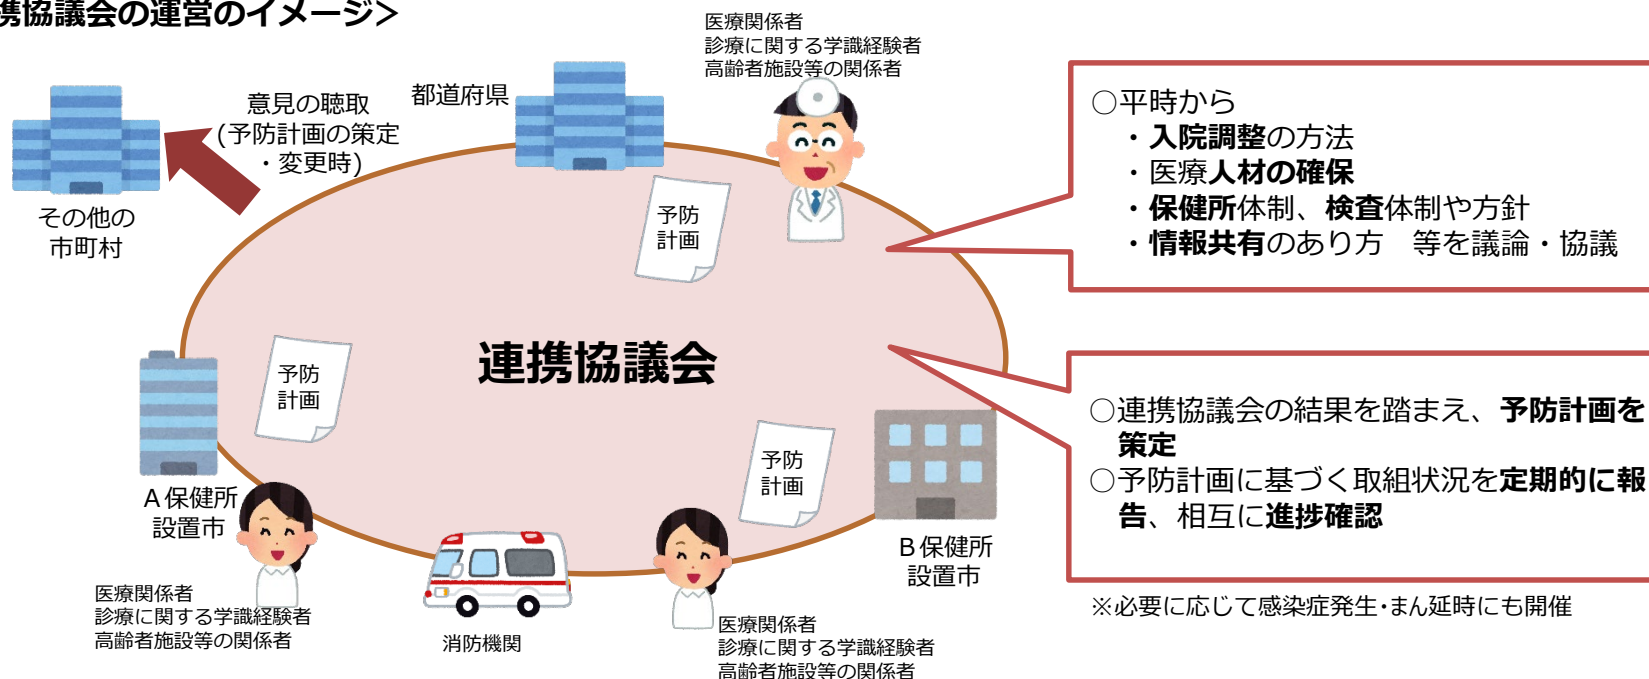 携協議会の運営のイメージ>
医療関係者
診療に関する学識経験者
高齢者施設等の関係者
都道府県
意見の聴取
(予防計画の策定
・変更時)
その他の
市町村
予防
計画
○平時から
・入院調整の方法
・医療人材の確保
・保健所体制、検査体制や方針
・情報共有のあり方　等を議論・協議
連携協議会
予防
計画
予防
計画
○連携協議会の結果を踏まえ、予防計画を
策定
○予防計画に基づく取組状況を定期的に報
告、相互に進捗確認
※必要に応じて感染症発生・まん延時にも開催
A保健所
設置市
B保健所
設置市
医療関係者
診療に関する学識経験者
高齢者施設等の関係者
消防機関
医療関係者
診療に関する学識経験者
高齢者施設等の関係者